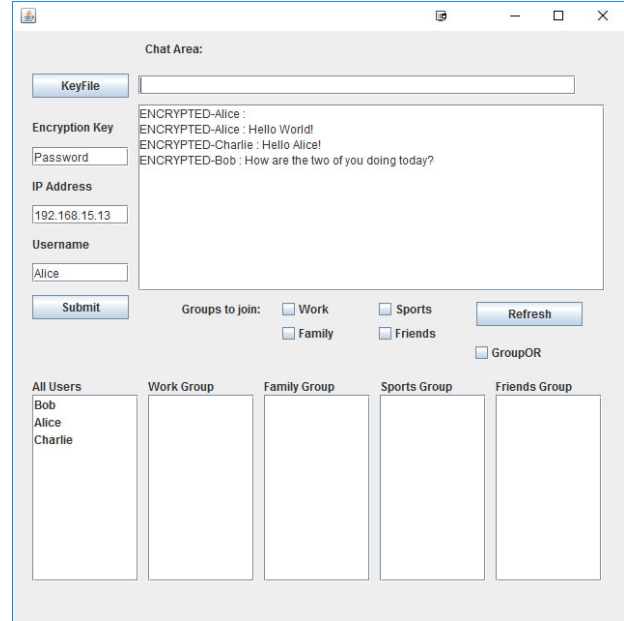 Chat Area:
KeyFile
ENCRYPTED-Alice :
ENCRYPTED-Alice : Hello World!
ENCRYPTED-Charlie : Hello Alice!
ENCRYPTED-Bob : How are the two of you doing today?
Encryption Key
Password
IP Address
192.168.15.13
Username
Alice
Submit
Groups to join: Work Sports
Family Friends
Refresh
GroupOR
All Users Work Group Family Group Sports Group Friends Group
Bob
Alice
Charlie